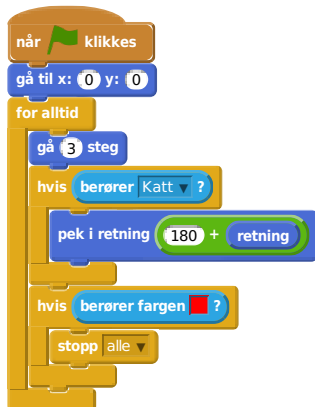 når klikkes
gå til x: 0 y: 0
for alltid
gå 3 steg
hvis berører Katt ?
pek i retning 180 + retning
hvis berører fargen ?
stopp alle